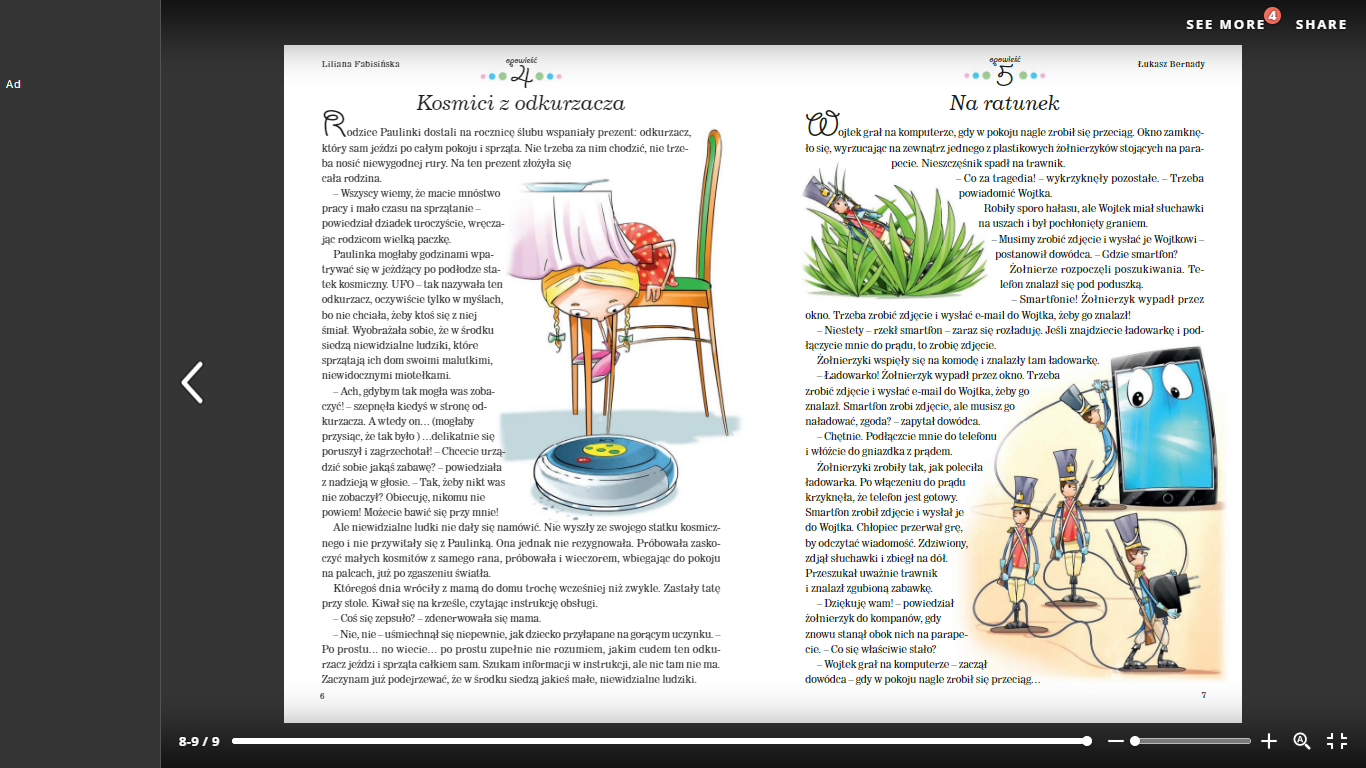 SEE MORE 4 SHARE
Ad
Liliana Fabisińska
opowieść
4
Kosmici z odkurzacza
Rodzice Paulinki dostali na rocznicę ślubu wspaniały prezent: odkurzacz,
który sam jeździ po całym pokoju i sprząta. Nie trzeba za nim chodzić, nie trze-
ba nosić niewygodnej rury. Na ten prezent złożyła się
cała rodzina.
– Wszyscy wiemy, że macie mnóstwo
pracy i mało czasu na sprzątanie –
powiedział dziadek uroczyście, wręcza-
jąc rodzicom wielką paczkę.
Paulinka mogłaby godzinami wpa-
trywać się w jeżdżący po podłodze sta-
tek kosmiczny. UFO – tak nazywała ten
odkurzacz, oczywiście tylko w myślach,
bo nie chciała, żeby ktoś się z niej
śmiał. Wyobrażała sobie, że w środku
siedzą niewidzialne ludziki, które
sprzątają ich dom swoimi malutkimi,
niewidocznymi miotełkami.
– Ach, gdybym tak mogła was zoba-
czyć! – szepnęła kiedyś w stronę od-
kurzacza. A wtedy on… (mogłaby
przysiąc, że tak było ) …delikatnie się
poruszył i zagrzechotał! – Chcecie urzą-
dzić sobie jakąś zabawę? – powiedziała
z nadzieją w głosie. – Tak, żeby nikt was
nie zobaczył? Obiecuję, nikomu nie
powiem! Możecie bawić się przy mnie!
Ale niewidzialne ludki nie dały się namówić. Nie wyszły ze swojego statku kosmicz-
nego i nie przywitały się z Paulinką. Ona jednak nie rezygnowała. Próbowała zasko-
czyć małych kosmitów z samego rana, próbowała i wieczorem, wbiegając do pokoju
na palcach, już po zgaszeniu światła.
Któregoś dnia wróciły z mamą do domu trochę wcześniej niż zwykle. Zastały tatę
przy stole. Kiwał się na krześle, czytając instrukcję obsługi.
– Coś się zepsuło? – zdenerwowała się mama.
– Nie, nie – uśmiechnął się niepewnie, jak dziecko przyłapane na gorącym uczynku. –
Po prostu… no wiecie… po prostu zupełnie nie rozumiem, jakim cudem ten odku-
rzacz jeździ i sprząta całkiem sam. Szukam informacji w instrukcji, ale nic tam nie ma.
Zaczynam już podejrzewać, że w środku siedzą jakieś małe, niewidzialne ludziki.
6
Łukasz Bernady
opowieść
5
Na ratunek
Wojtek grał na komputerze, gdy w pokoju nagle zrobił się przeciąg. Okno zamknę-
ło się, wyrzucając na zewnątrz jednego z plastikowych żołnierzyków stojących na para-
pecie. Nieszczęśnik spadł na trawnik.
– Co za tragedia! – wykrzyknęły pozostałe. – Trzeba
powiadomić Wojtka.
Robiły sporo hałasu, ale Wojtek miał słuchawki
na uszach i był pochłonięty graniem.
– Musimy zrobić zdjęcie i wysłać je Wojtkowi –
postanowił dowódca. – Gdzie smartfon?
Żołnierze rozpoczęli poszukiwania. Te-
lefon znalazł się pod poduszką.
– Smartfonie! Żołnierzyk wypadł przez
okno. Trzeba zrobić zdjęcie i wysłać e-mail do Wojtka, żeby go znalazł!
– Niestety – rzekł smartfon – zaraz się rozładuję. Jeśli znajdziecie ładowarkę i pod-
łączycie mnie do prądu, to zrobię zdjęcie.
Żołnierzyki wspięły się na komodę i znalazły tam ładowarkę.
– Ładowarko! Żołnierzyk wypadł przez okno. Trzeba
zrobić zdjęcie i wysłać e-mail do Wojtka, żeby go
znalazł. Smartfon zrobi zdjęcie, ale musisz go
naładować, zgoda? – zapytał dowódca.
– Chętnie. Podłączcie mnie do telefonu
i włóżcie do gniazdka z prądem.
Żołnierzyki zrobiły tak, jak poleciła
ładowarka. Po włączeniu do prądu
krzyknęła, że telefon jest gotowy.
Smartfon zrobił zdjęcie i wysłał je
do Wojtka. Chłopiec przerwał grę,
by odczytać wiadomość. Zdziwiony,
zdjął słuchawki i zbiegł na dół.
Przeszukał uważnie trawnik
i znalazł zgubioną zabawkę.
– Dziękuję wam! – powiedział
żołnierzyk do kompanów, gdy
znowu stanął obok nich na parape-
cie. – Co się właściwie stało?
– Wojtek grał na komputerze – zaczął
dowódca – gdy w pokoju nagle zrobił się przeciąg…
7
8-9 / 9